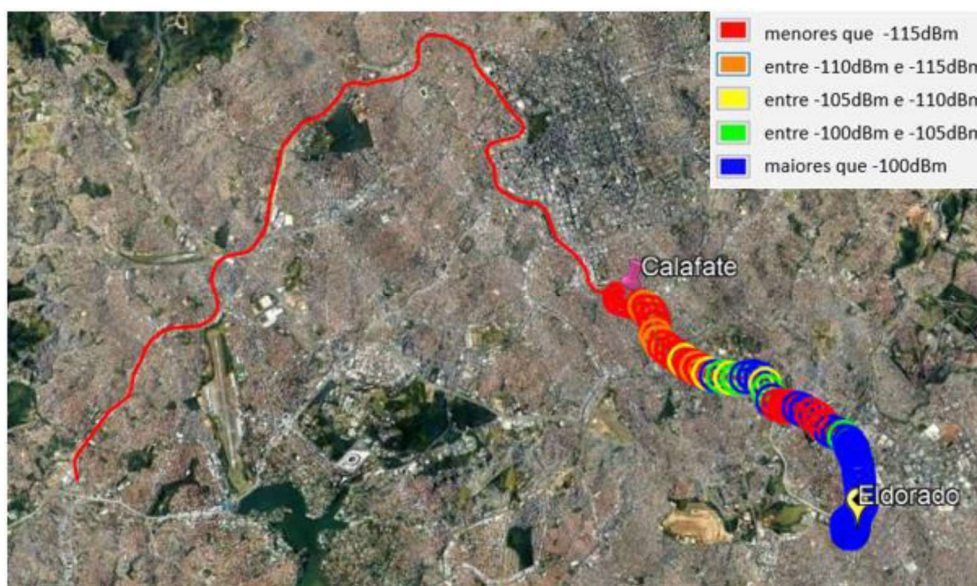 menores que -115dBm
entre -110dBm e -115dBm
entre -105dBm e -110dBm
entre -100dBm e -105dBm
maiores que -100dBm
Calafate
Eldorado